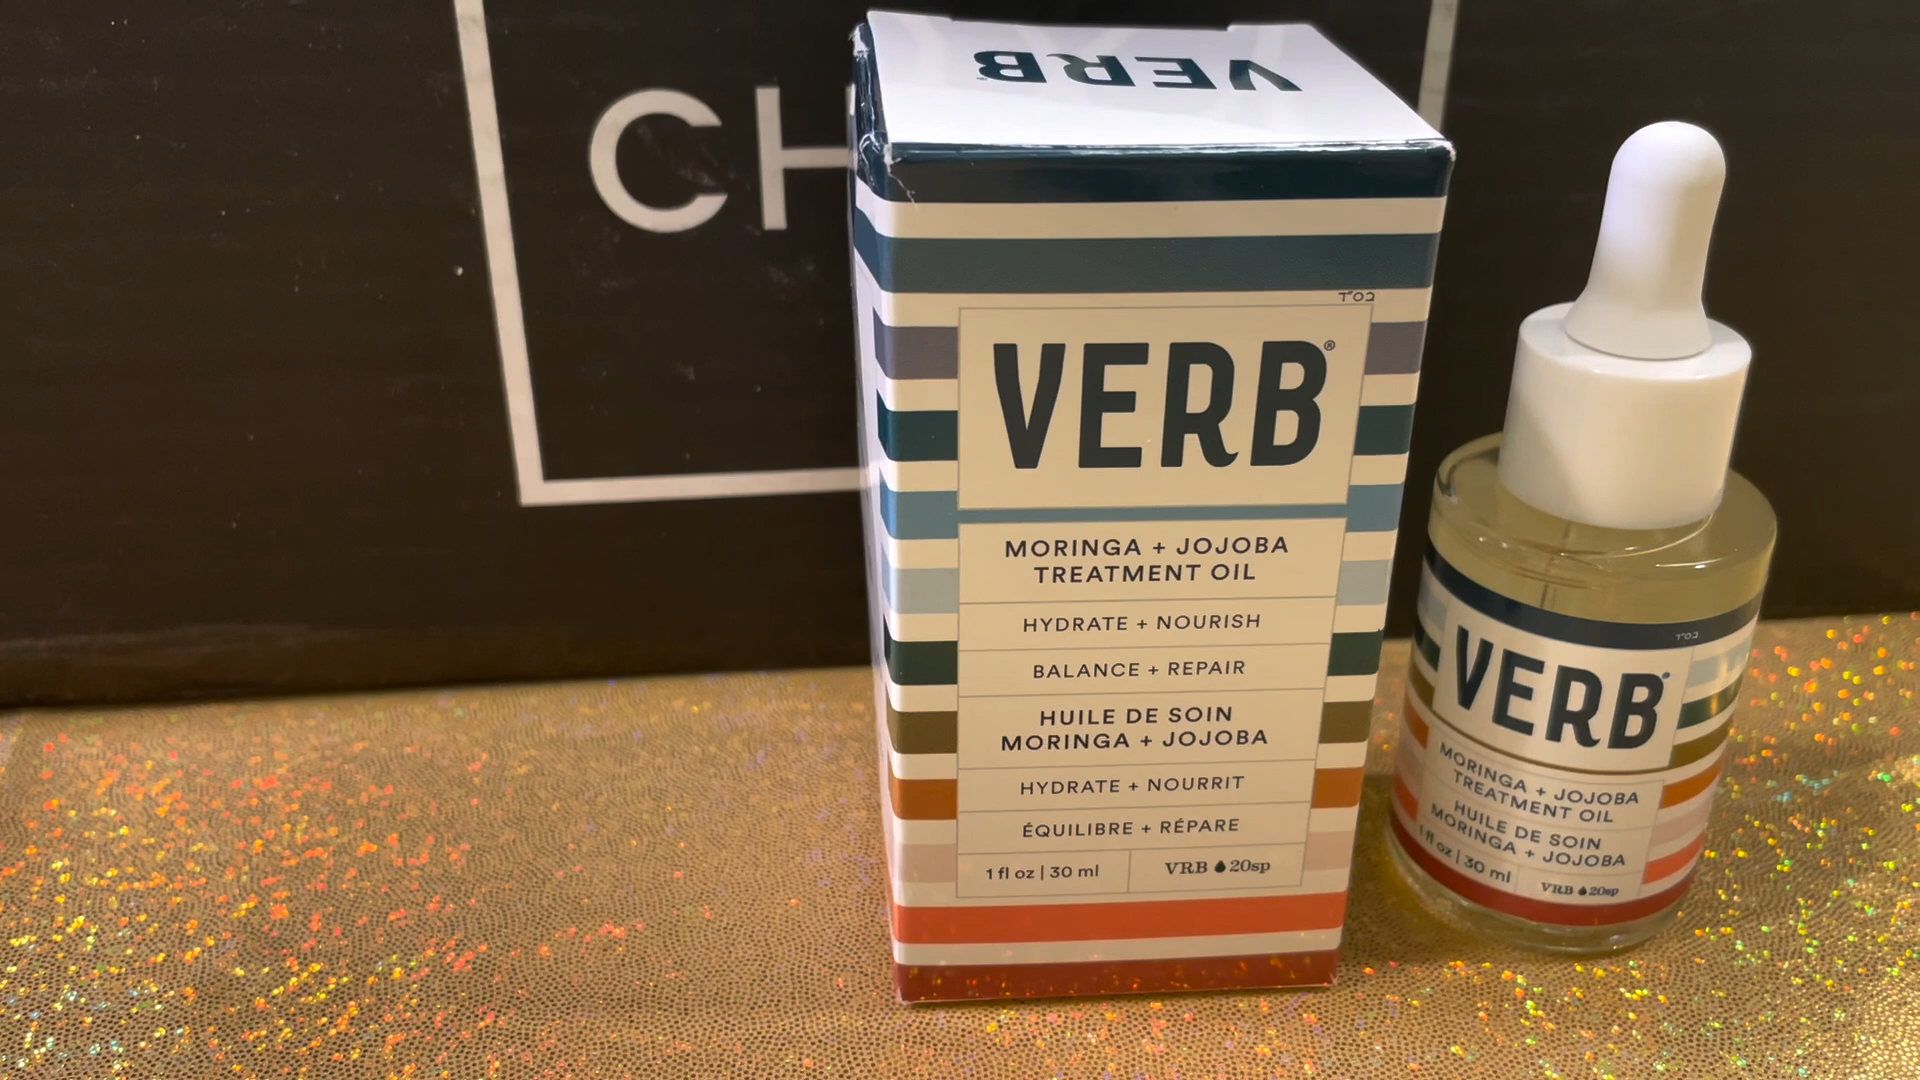 CH
VERB
בס"ד
VERB®
MORINGA + JOJOBA
TREATMENT OIL
HYDRATE + NOURISH
BALANCE + REPAIR
HUILE DE SOIN
MORINGA + JOJOBA
HYDRATE + NOURRIT
ÉQUILIBRE + RÉPARE
1 fl oz | 30 ml
VRB 20sp
בס"ד
VERB®
MORINGA + JOJOBA
TREATMENT OIL
HUILE DE SOIN
MORINGA + JOJOBA
1 fl oz | 30 ml
VRB 20sp